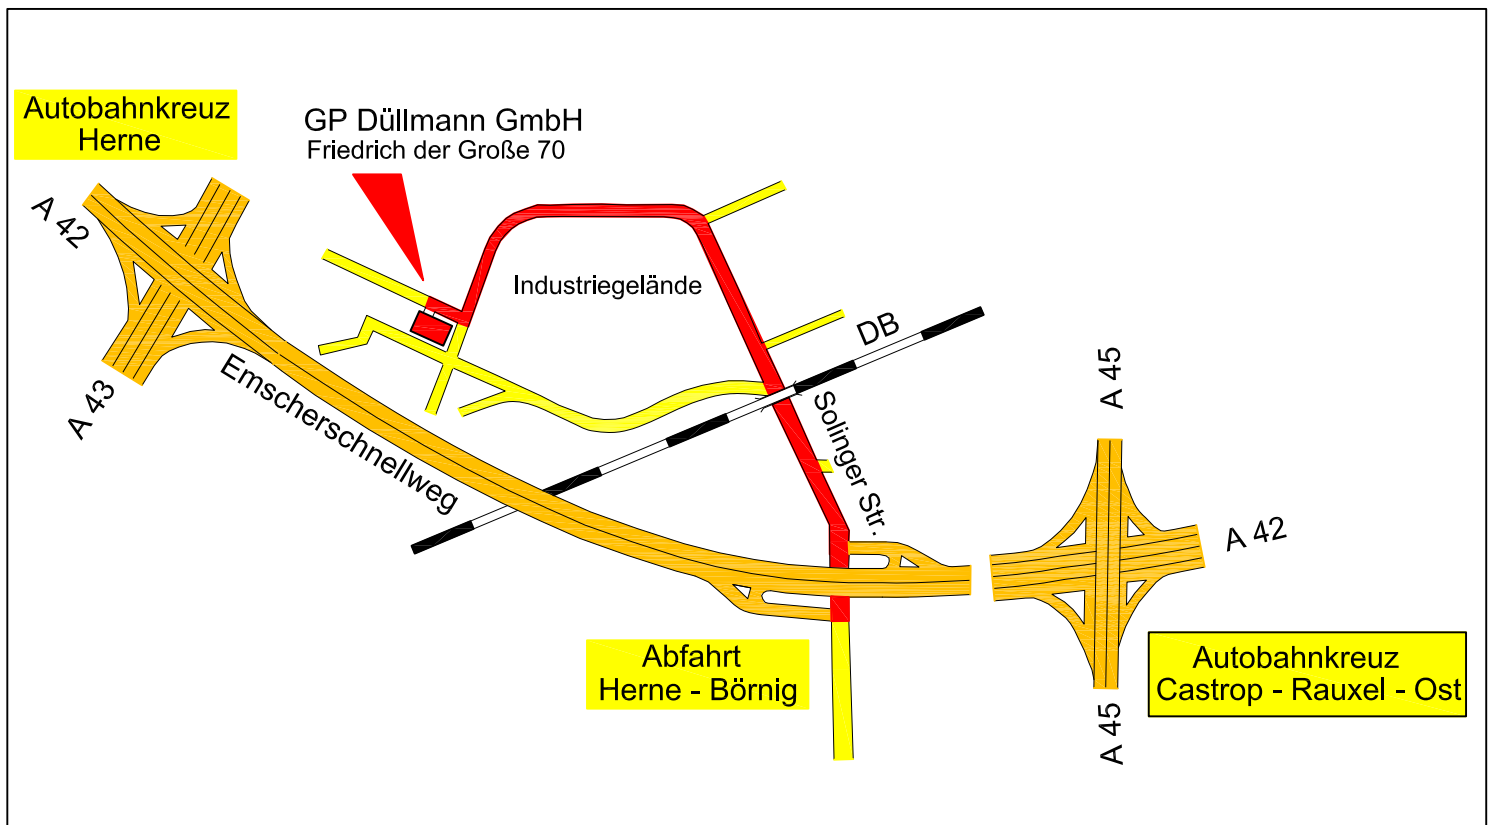 Autobahnkreuz
Herne
GP Düllmann GmbH
Friedrich der Große 70
A 42
A 43
Emscherschnellweg
Industriegelände
DB
Solinger Str.
A 45
A 42
Abfahrt
Herne - Börnig
Autobahnkreuz
Castrop - Rauxel - Ost
A 45